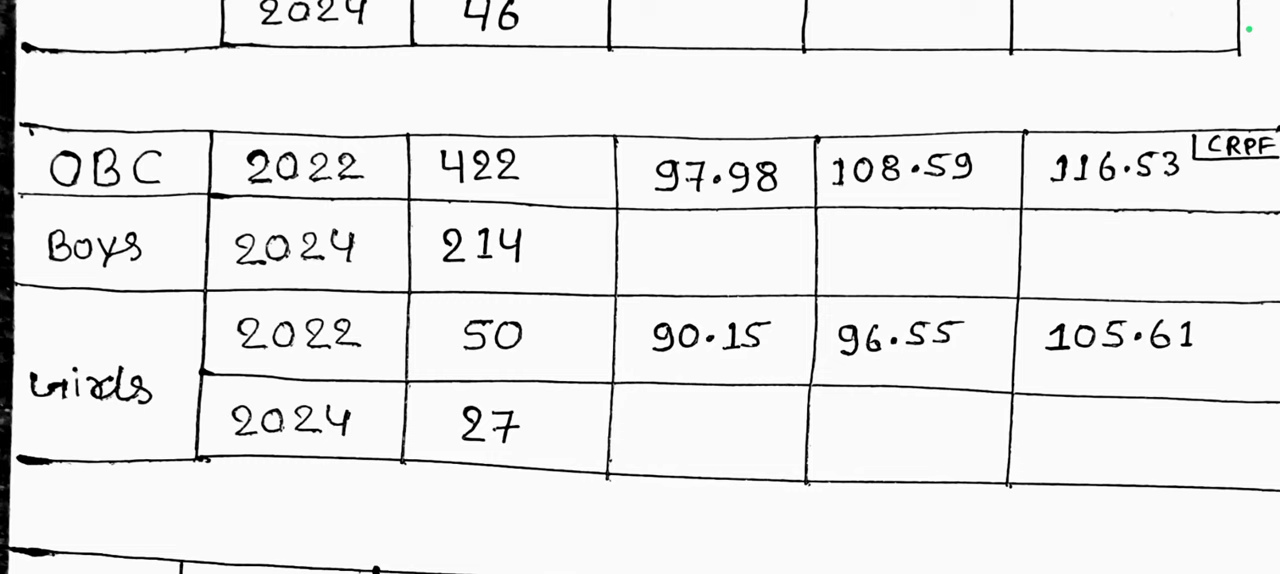 2024 46
OBC 2022 422 97.98 108.59 116.53 CRPF
Boys 2024 214
2022 50 90.15 96.55 105.61
Girls
2024 27